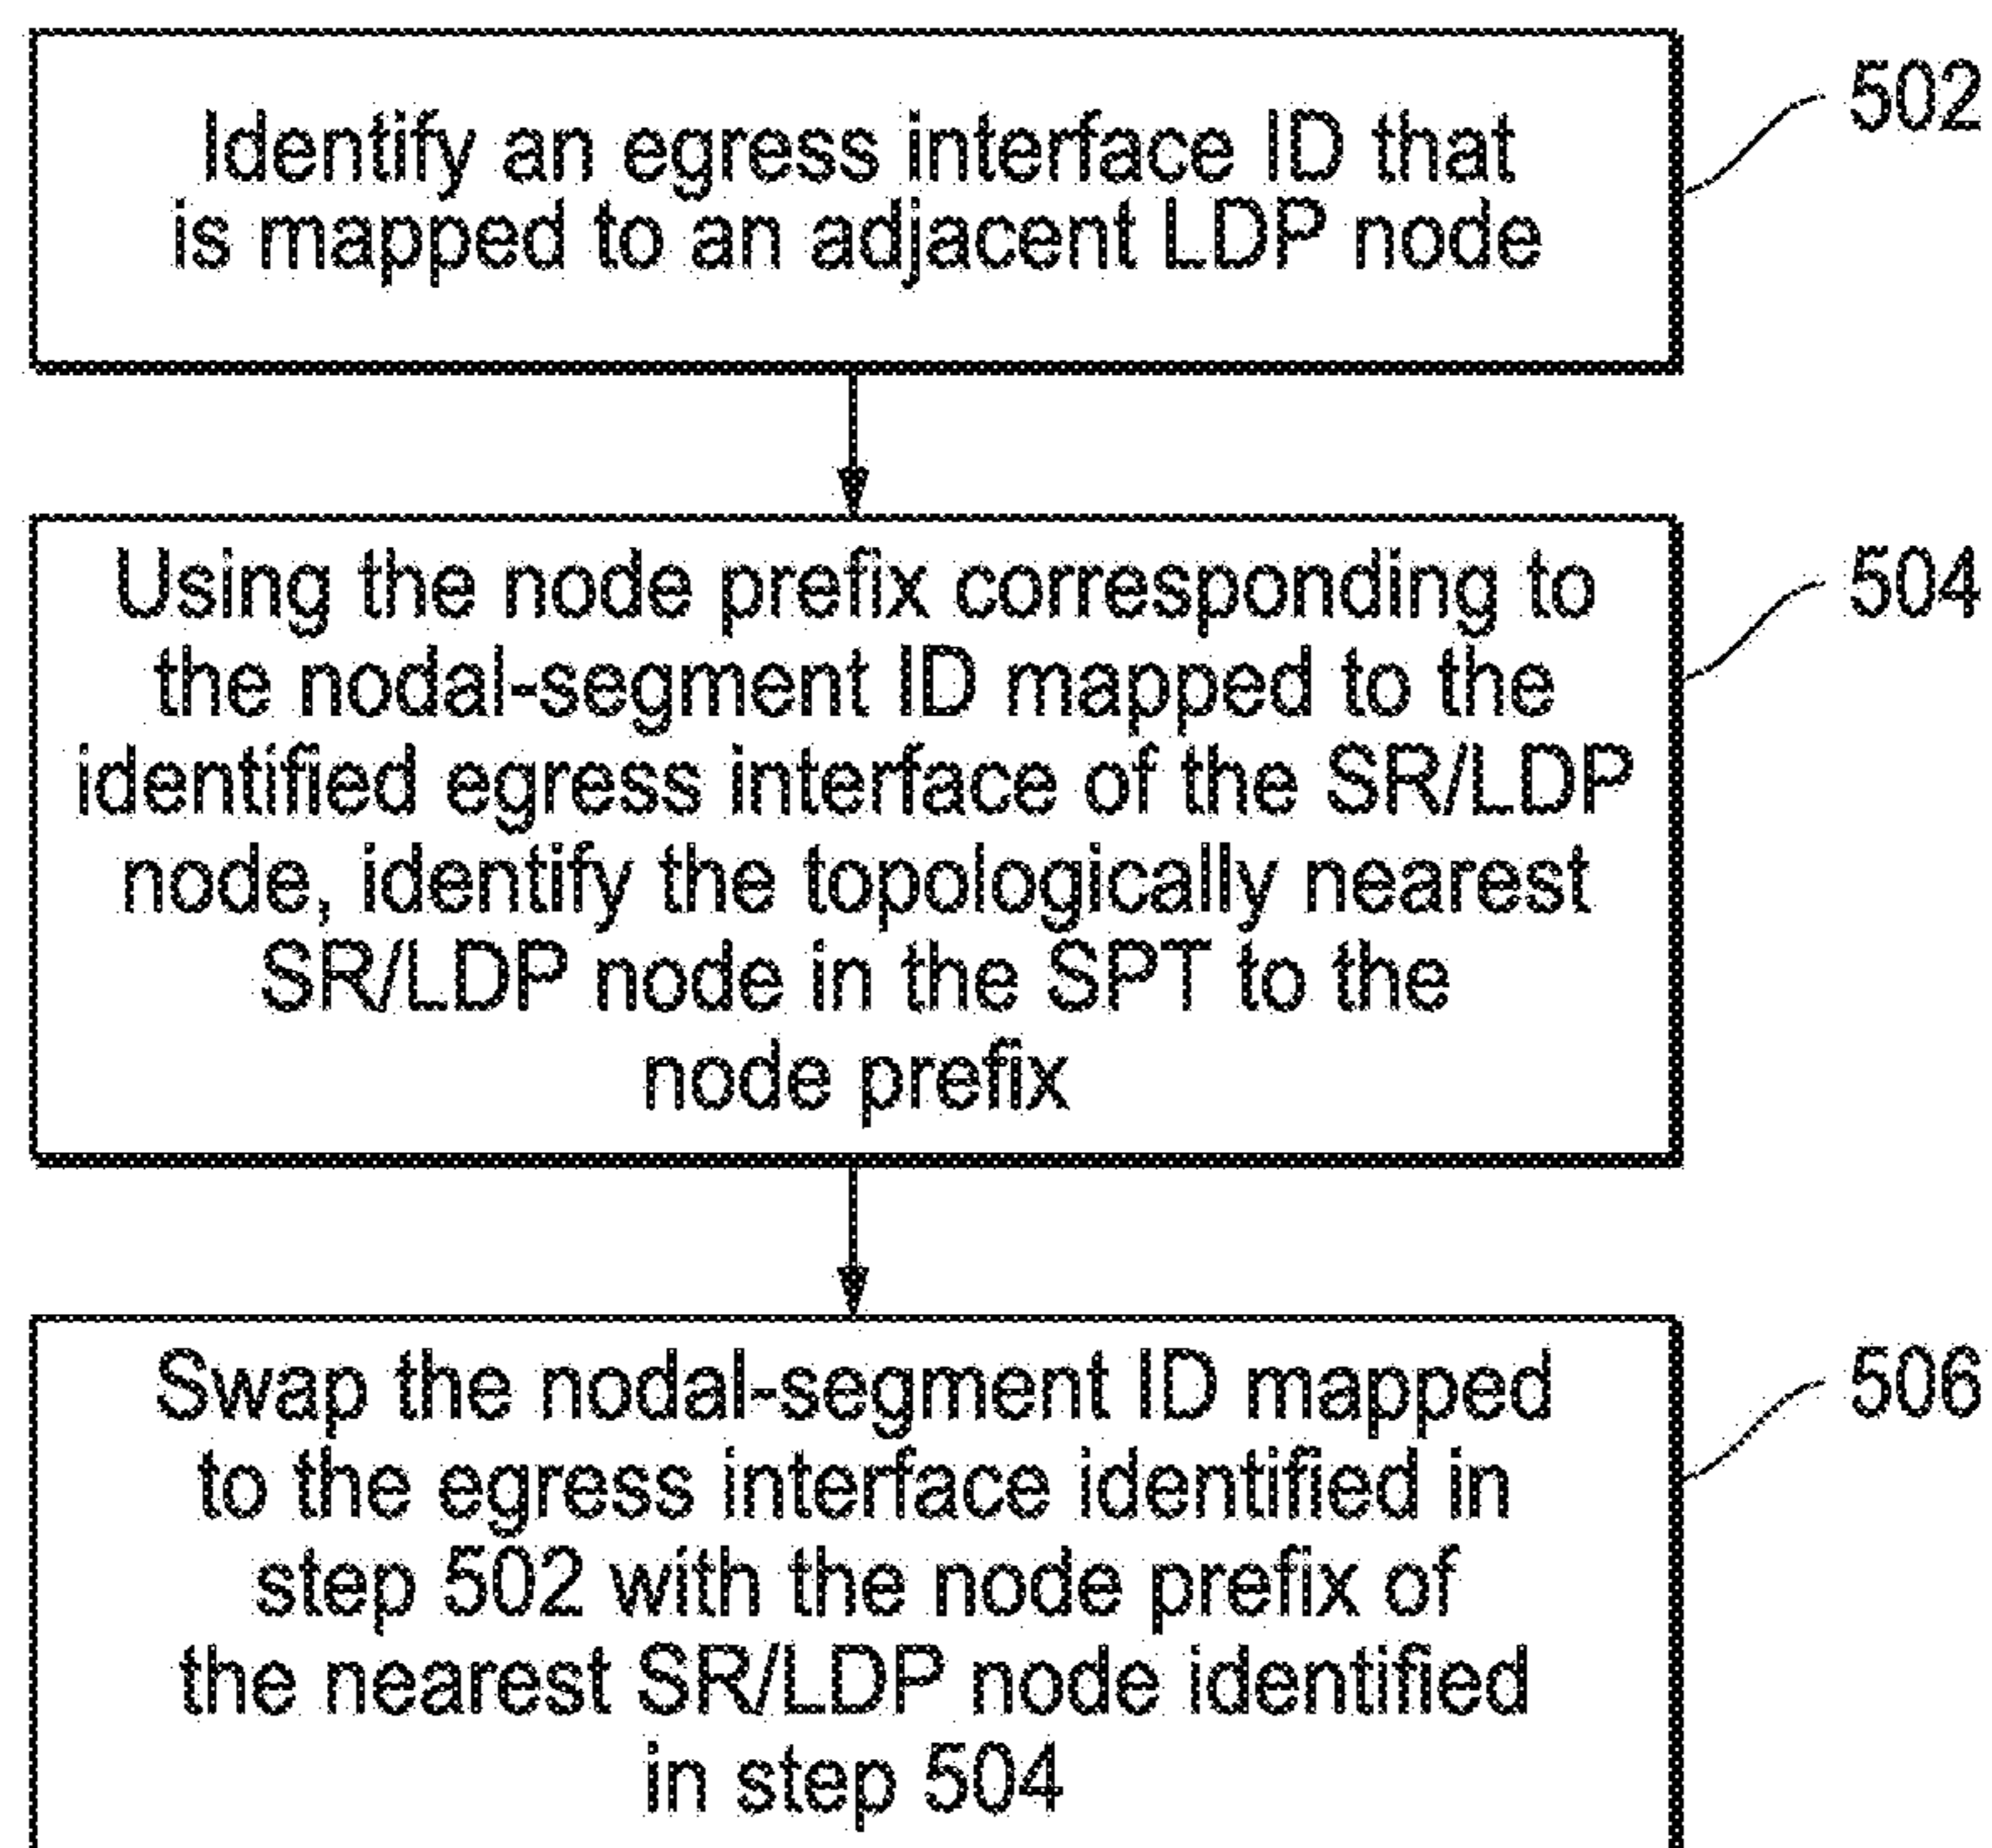 Identify an egress interface ID that
is mapped to an adjacent LDP node
502
Using the node prefix corresponding to
the nodal-segment ID mapped to the
identified egress interface of the SR/LDP
node, identify the topologically nearest
SR/LDP node in the SPT to the
node prefix
504
Swap the nodal-segment ID mapped
to the egress interface identified in
step 502 with the node prefix of
the nearest SR/LDP node identified
in step 504
506